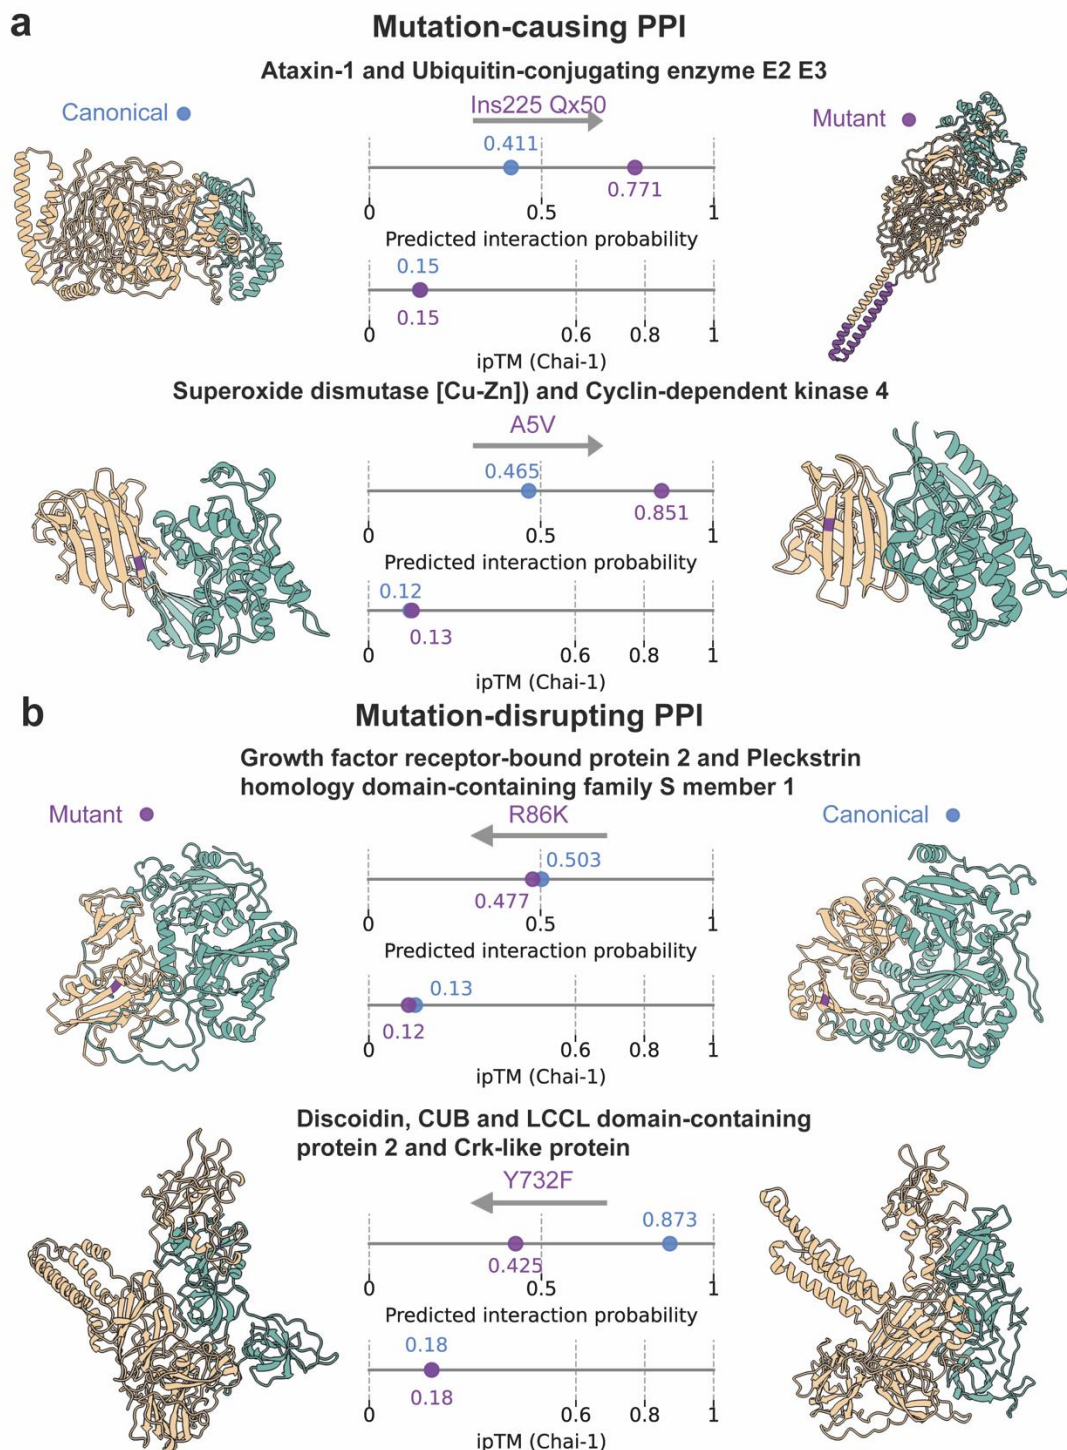 a
Mutation-causing PPI
Ataxin-1 and Ubiquitin-conjugating enzyme E2 E3
Canonical
Ins225 Qx50
Mutant
0.411
0.771
0 0.5 1
Predicted interaction probability
0.15
0.15
0 0.6 0.8 1
ipTM (Chai-1)
Superoxide dismutase [Cu-Zn]) and Cyclin-dependent kinase 4
A5V
0.465
0.851
0 0.5 1
Predicted interaction probability
0.12
0.13
0 0.6 0.8 1
ipTM (Chai-1)
b
Mutation-disrupting PPI
Growth factor receptor-bound protein 2 and Pleckstrin
homology domain-containing family S member 1
Mutant
R86K
Canonical
0.503
0.477
0 0.5 1
Predicted interaction probability
0.13
0.12
0 0.6 0.8 1
ipTM (Chai-1)
Discoidin, CUB and LCCL domain-containing
protein 2 and Crk-like protein
Y732F
0.873
0.425
0 0.5 1
Predicted interaction probability
0.18
0.18
0 0.6 0.8 1
ipTM (Chai-1)